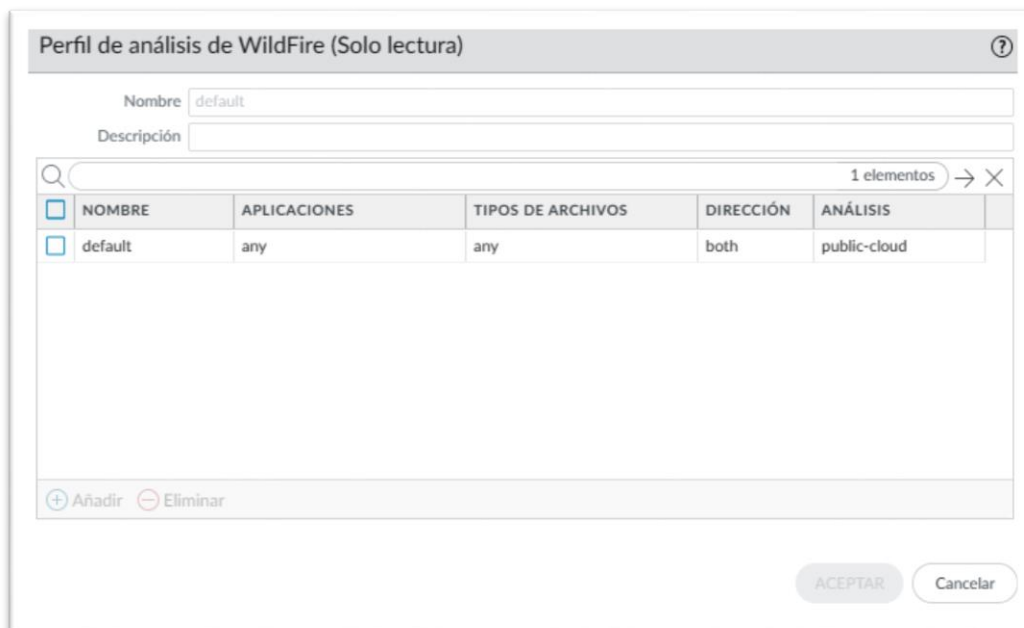 Perfil de análisis de WildFire (Solo lectura) ?
Nombre default
Descripción
1 elementos
NOMBRE APLICACIONES TIPOS DE ARCHIVOS DIRECCIÓN ANÁLISIS
default any any both public-cloud
Añadir Eliminar
ACEPTAR Cancelar